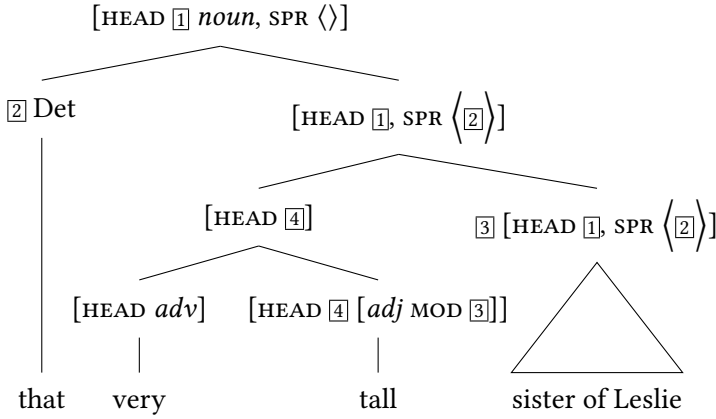 [HEAD 1 noun, SPR ⟨⟩]
2 Det
[HEAD 1, SPR ⟨2⟩]
[HEAD 4]
3 [HEAD 1, SPR ⟨2⟩]
[HEAD adv]
[HEAD 4 [adj MOD 3]]
that very tall sister of Leslie